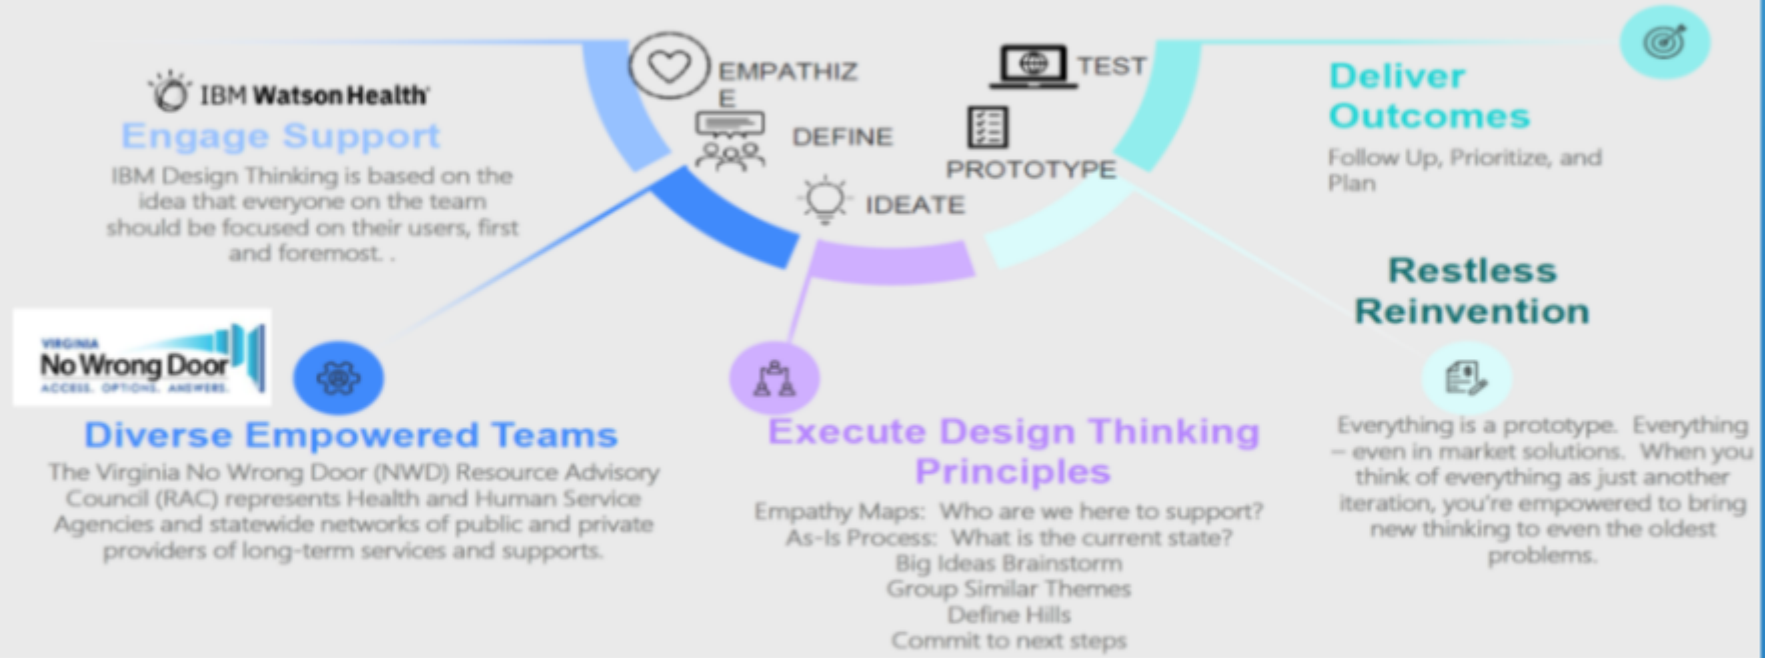 IBM Watson Health
Engage Support
IBM Design Thinking is based on the
idea that everyone on the team
should be focused on their users, first
and foremost. .
EMPATHIZ
E
DEFINE
IDEATE
PROTOTYPE
TEST
Deliver
Outcomes
Follow Up, Prioritize, and
Plan
VIRGINIA
No Wrong Door
ACCESS. OPTIONS. ANSWERS.
Diverse Empowered Teams
The Virginia No Wrong Door (NWD) Resource Advisory
Council (RAC) represents Health and Human Service
Agencies and statewide networks of public and private
providers of long-term services and supports.
Execute Design Thinking
Principles
Empathy Maps:  Who are we here to support?
As-Is Process:  What is the current state?
Big Ideas Brainstorm
Group Similar Themes
Define Hills
Commit to next steps
Restless
Reinvention
Everything is a prototype.  Everything
– even in market solutions.  When you
think of everything as just another
iteration, you're empowered to bring
new thinking to even the oldest
problems.